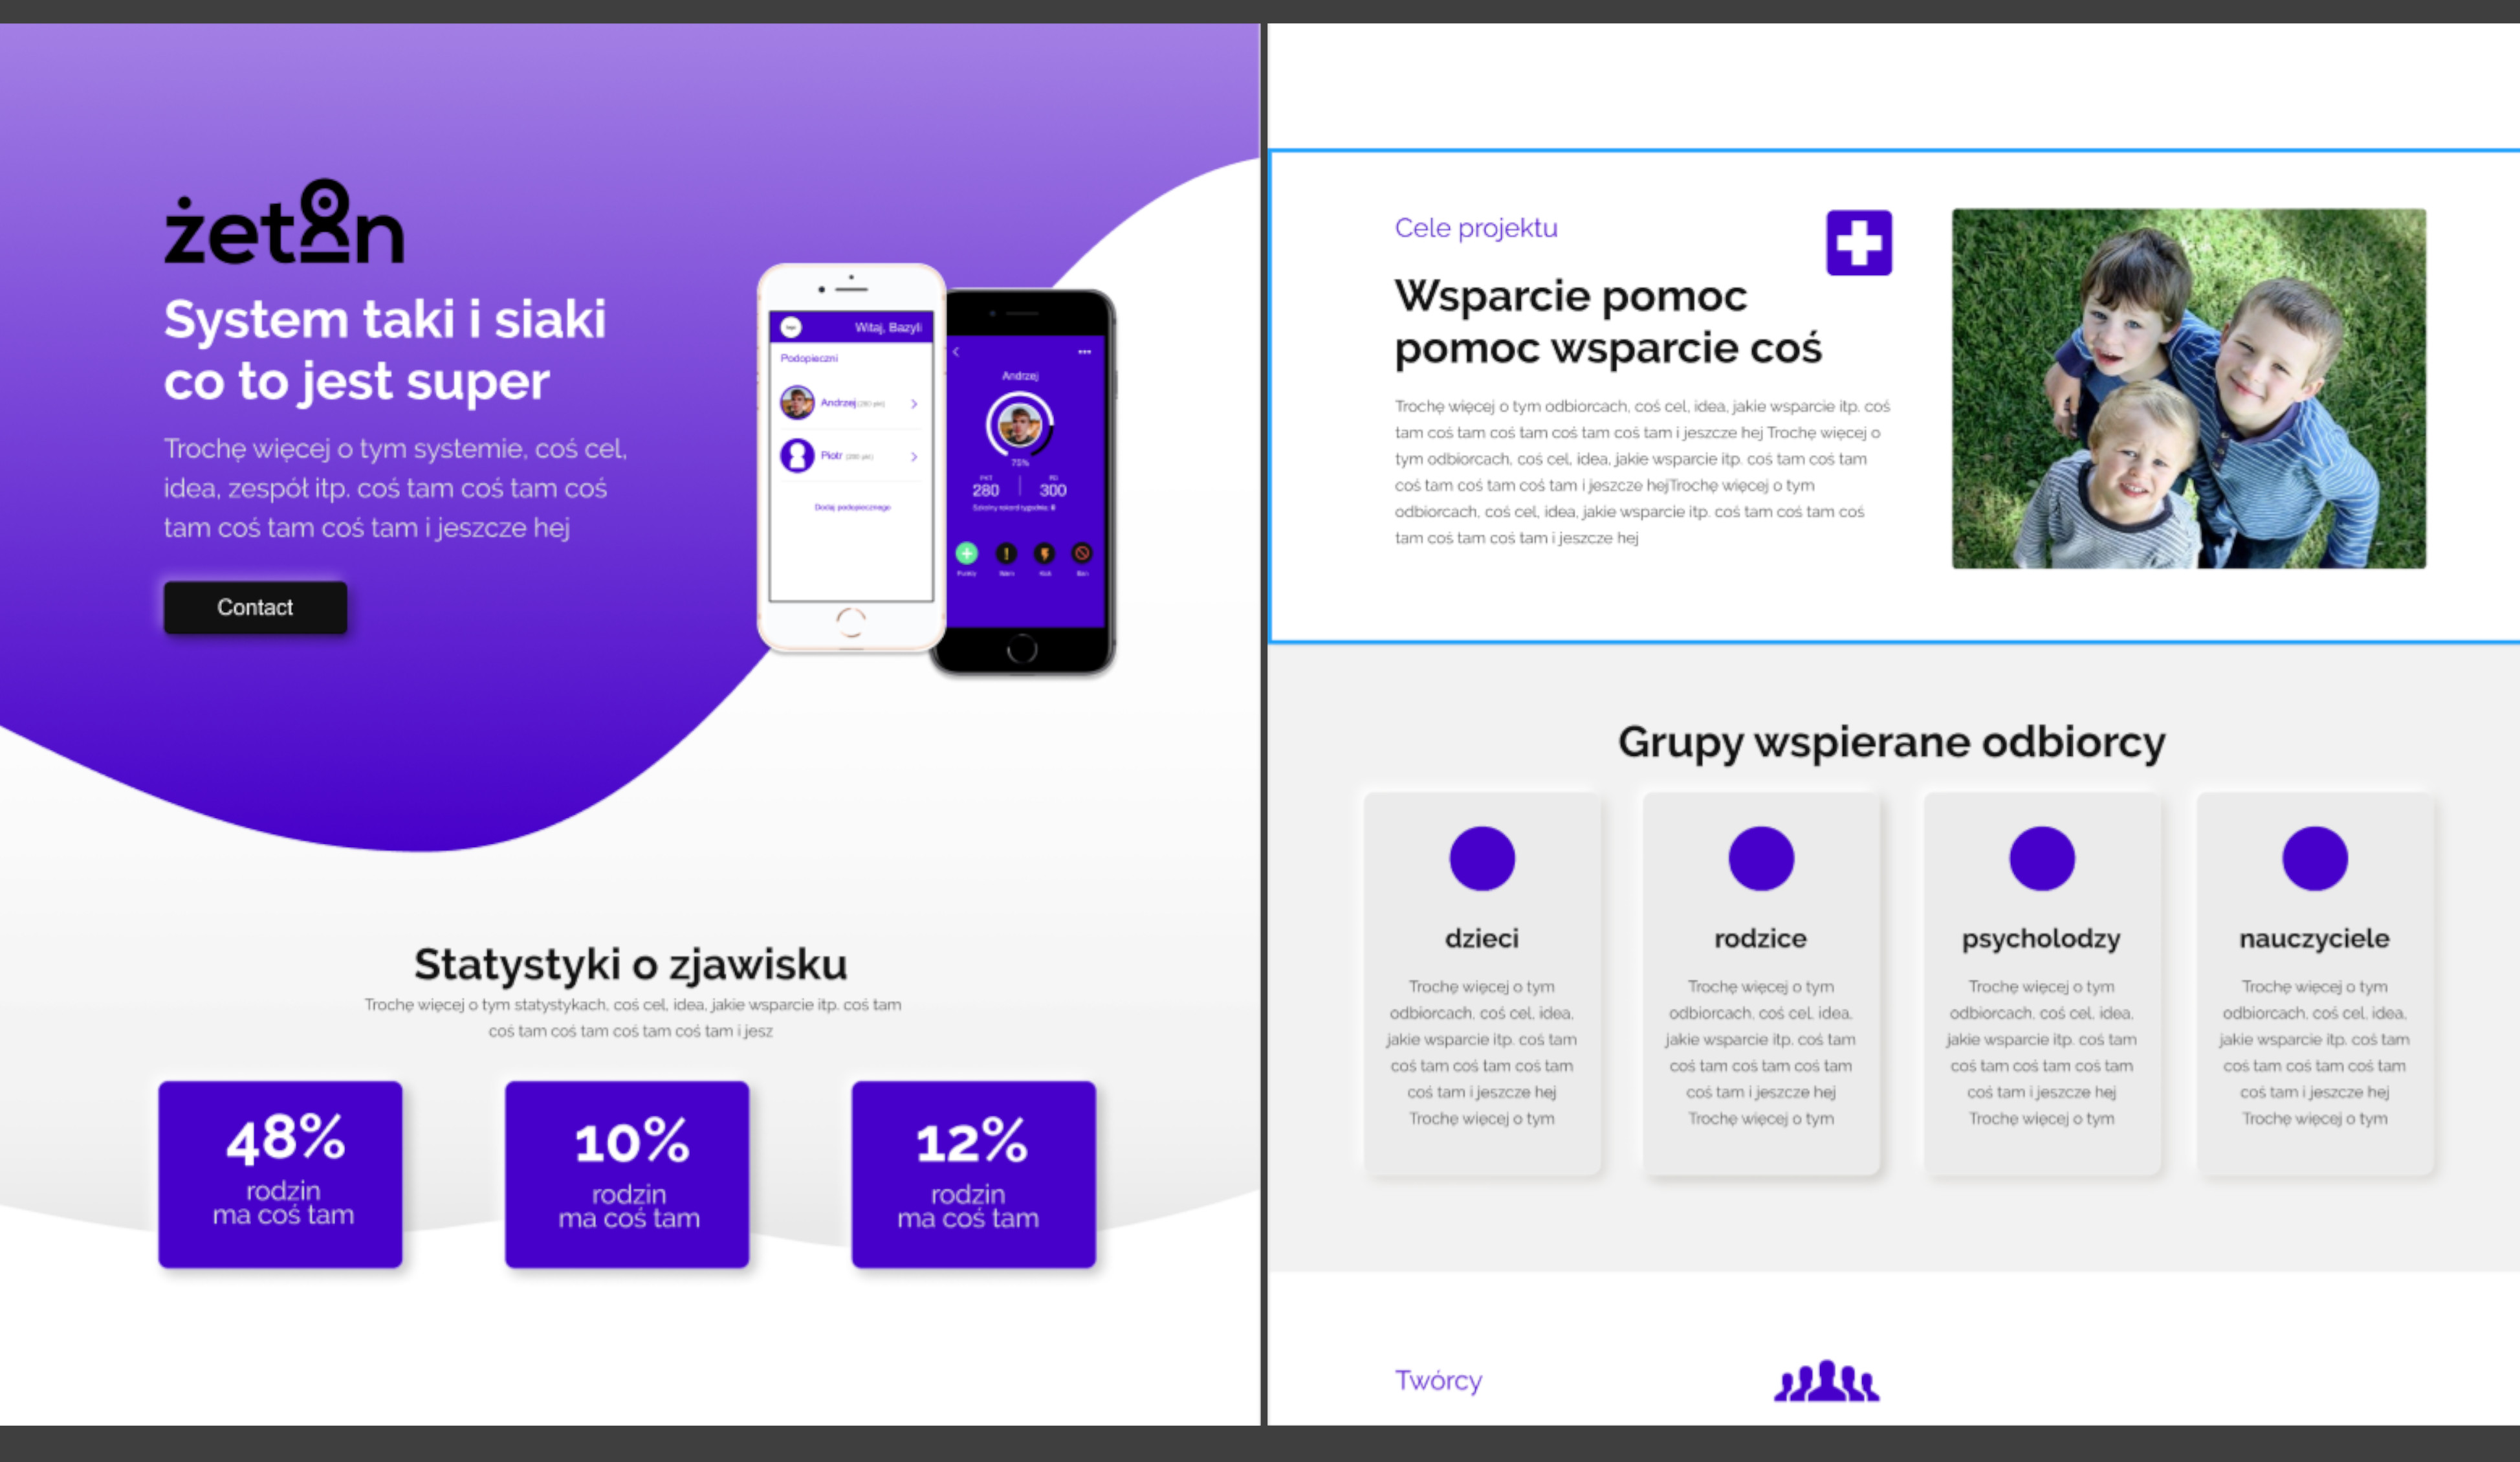 żeton
System taki i siaki
co to jest super
Trochę więcej o tym systemie, coś cel,
idea, zespół itp. coś tam coś tam coś
tam coś tam coś tam i jeszcze hej
Contact
Witaj, Bazyli
Podopieczni
Andrzej (280 pkt)
Piotr
Dodaj podopiecznego
Andrzej
75%
PKT
280
300
Szkolny rekord tygodnia: 8
Punkty
Kick
Ban
Statystyki o zjawisku
Trochę więcej o tym statystykach, coś cel, idea, jakie wsparcie itp. coś tam
coś tam coś tam coś tam coś tam i jesz
48%
rodzin
ma coś tam
10%
rodzin
ma coś tam
12%
rodzin
ma coś tam
Cele projektu
Wsparcie pomoc
pomoc wsparcie coś
Trochę więcej o tym odbiorcach, coś cel, idea, jakie wsparcie itp. coś
tam coś tam coś tam coś tam coś tam i jeszcze hej Trochę więcej o
tym odbiorcach, coś cel, idea, jakie wsparcie itp. coś tam coś tam
coś tam coś tam coś tam i jeszcze hejTrochę więcej o tym
odbiorcach, coś cel, idea, jakie wsparcie itp. coś tam coś tam coś
tam coś tam coś tam i jeszcze hej
Grupy wspierane odbiorcy
dzieci
Trochę więcej o tym
odbiorcach, coś cel, idea,
jakie wsparcie itp. coś tam
coś tam coś tam coś tam
coś tam i jeszcze hej
Trochę więcej o tym
rodzice
Trochę więcej o tym
odbiorcach, coś cel, idea,
jakie wsparcie itp. coś tam
coś tam coś tam coś tam
coś tam i jeszcze hej
Trochę więcej o tym
psycholodzy
Trochę więcej o tym
odbiorcach, coś cel, idea,
jakie wsparcie itp. coś tam
coś tam coś tam coś tam
coś tam i jeszcze hej
Trochę więcej o tym
nauczyciele
Trochę więcej o tym
odbiorcach, coś cel, idea,
jakie wsparcie itp. coś tam
coś tam coś tam coś tam
coś tam i jeszcze hej
Trochę więcej o tym
Twórcy